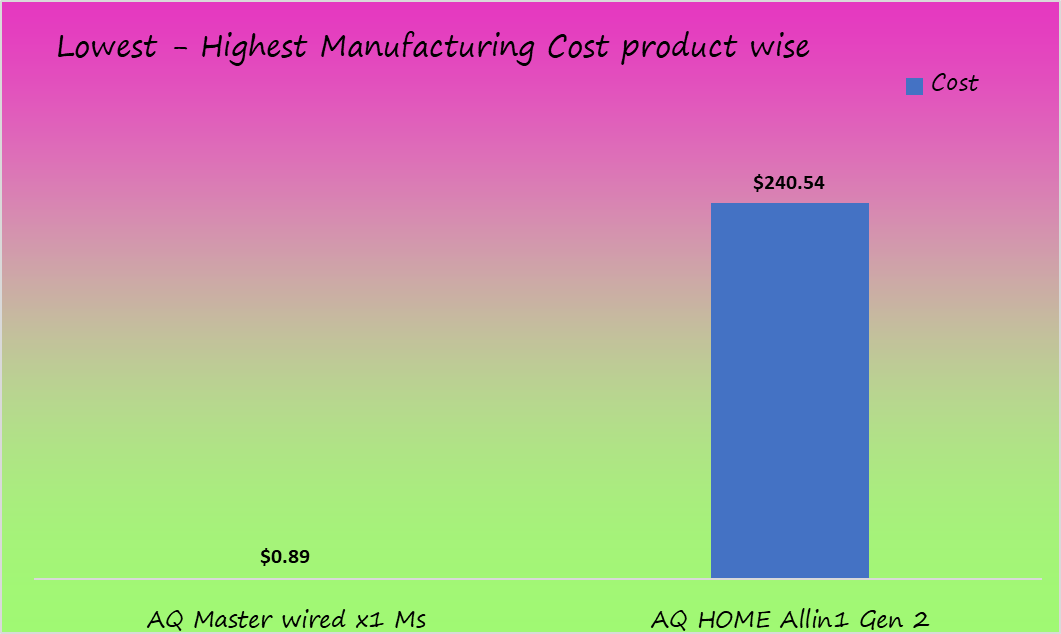 Lowest - Highest Manufacturing Cost product wise
Cost
$240.54
$0.89
AQ Master wired x1 Ms
AQ HOME Allin1 Gen 2